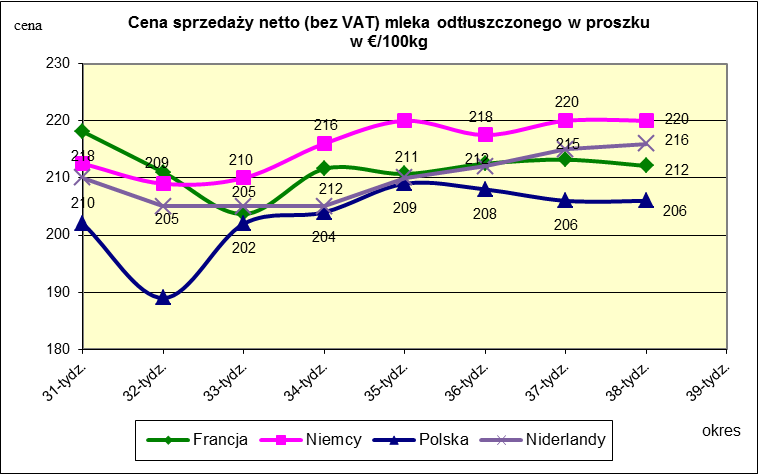 cena
Cena sprzedaży netto (bez VAT) mleka odtłuszczonego w proszku
w €/100kg
230
220
210
200
190
180
218
209
210
216
211
218
220
220
216
212
215
212
210
205
205
202
212
204
209
208
206
206
31-tydz.
32-tydz.
33-tydz.
34-tydz.
35-tydz.
36-tydz.
37-tydz.
38-tydz.
39-tydz.
okres
Francja Niemcy Polska Niderlandy